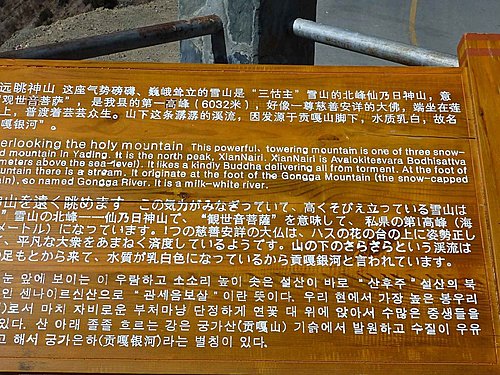 远眺神山 这座气势磅礴、巍峨耸立的雪山是“三怙主”雪山的北峰仙乃日神山，意
观世音菩萨”，是我县的第一高峰（6032米），好像一尊慈善安详的大佛，端坐在莲
上，普渡着芸芸众生。山下这条潺潺的溪流，因发源于贡嘎山脚下，水质乳白，故名
嘎银河”。
erlooking the holy mountain This powerful, towering mountain is one of three snow-
d mountain in Yading. It is the north peak, XianNairi. XianNairi is Avalokitesvara Bodhisattva
meters above the sea-level). It likes a kindly Buddha delivering all from torment. At the foot of
ountain there is a stream. It originate at the foot of the Gongga Mountain (the snow-capped
ain), so named Gongga River. It is a milk-white river.
山を遠く眺めます この気力がみなぎっていて、高くそびえ立っている雪山は
”雪山の北峰一一仙乃日神山で、“観世音菩薩”を意味して、私県の第1高峰（海
メートル）になっています。1つの慈善安詳の大仏は、ハスの花の台の上に姿勢正し
て、平凡な大衆をあまねく済度しているようです。山の下のさらさらという渓流は
足もとから来て、水質が乳白色になっているから貢嘎銀河と言われています。
눈 앞에 보이는 이 우람하고 소소리 높이 솟은 설산이 바로 “산후주” 설산의 북
인 센나이르신산으로 “관세음보살” 이란 뜻이다. 우리 현에서 가장 높은 봉우리
)로서 마치 자비로운 부처마냥 단정하게 연꽃 대 위에 앉아서 수많은 중생들을
있다. 산 아래 졸졸 흐르는 강은 궁가산(贡嘎山) 기슭에서 발원하고 수질이 우유
고 해서 궁가은하(贡嘎银河)라는 별칭이 있다.